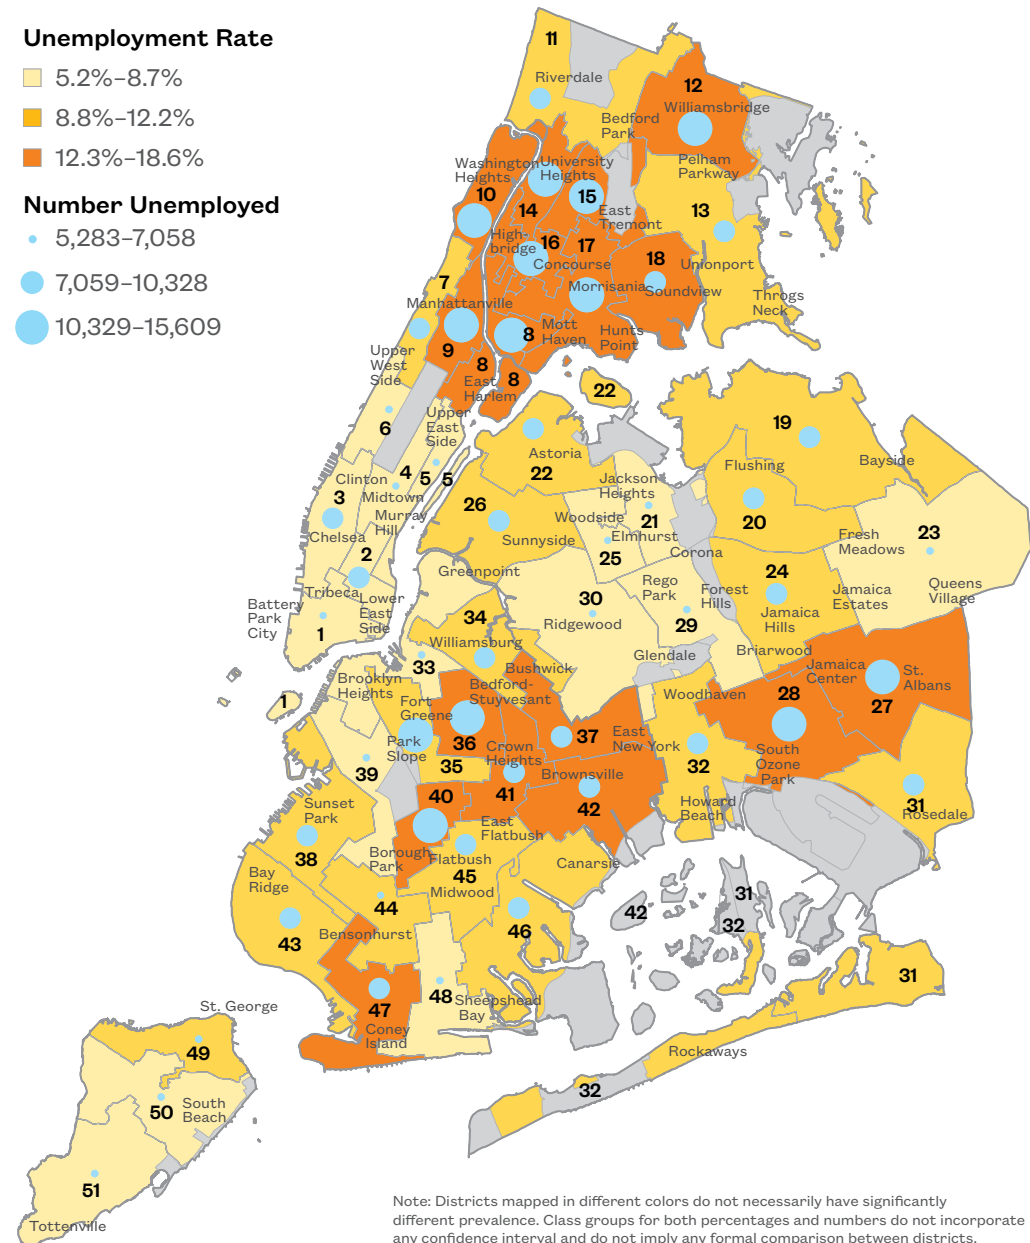 Unemployment Rate
5.2%–8.7%
8.8%–12.2%
12.3%–18.6%
Number Unemployed
5,283–7,058
7,059–10,328
10,329–15,609
11
Riverdale
12
Williamsbridge
Bedford
Park
Pelham
Parkway
Washington
Heights
University
Heights
10
15
14
East
Tremont
13
High-
bridge
16
17
Concourse
18
Unionport
7
Morrisania
Soundview
Throgs
Neck
Manhattanville
8
Mott
Haven
Hunts
Point
Upper
West
Side
9
8
East
Harlem
8
22
6
Upper
East
Side
19
Astoria
22
Flushing
Bayside
Clinton
4
5
5
Jackson
Heights
3
Midtown
26
Woodside
21
20
Murray
Hill
Chelsea
Sunnyside
Elmhurst
Fresh
Meadows
23
2
25
Corona
Greenpoint
Tribeca
Rego
Park
Forest
Hills
24
Jamaica
Estates
Queens
Village
Battery
Park
City
Lower
East
Side
30
Jamaica
Hills
1
34
Ridgewood
29
Williamsburg
Glendale
Briarwood
33
Bushwick
Jamaica
Center
St.
Albans
Brooklyn
Heights
Bedford-
Stuyvesant
Woodhaven
28
27
1
Fort
Greene
Park
Slope
36
Crown
Heights
37
East
New York
South
Ozone
Park
39
35
Brownsville
32
40
41
42
Howard
Beach
31
Rosedale
Sunset
Park
East
Flatbush
38
Borough
Park
Flatbush
Canarsie
Bay
Ridge
45
Midwood
31
44
42
32
43
Bensonhurst
46
31
47
48
Sheepshead
Bay
St. George
Coney
Island
49
Rockaways
32
50
South
Beach
51
Tottenville
Note: Districts mapped in different colors do not necessarily have significantly
different prevalence. Class groups for both percentages and numbers do not incorporate
any confidence interval and do not imply any formal comparison between districts.